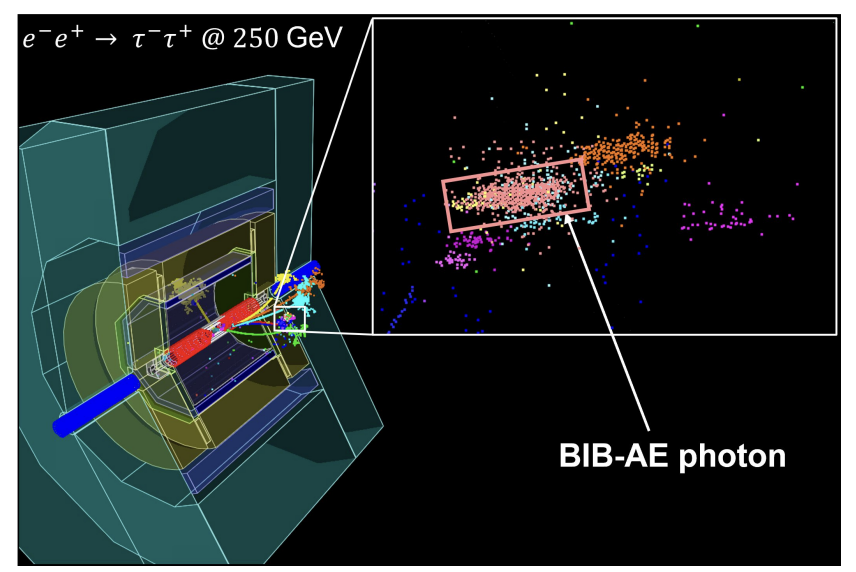 e⁻e⁺ → τ⁻τ⁺ @ 250 GeV
BIB-AE photon